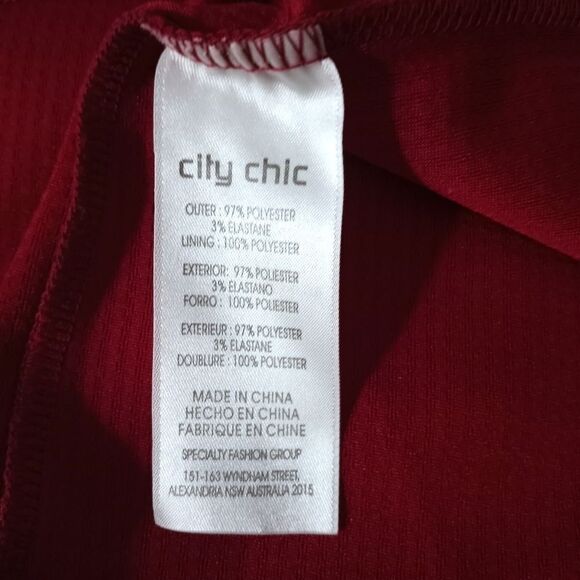 city chic
OUTER : 97% POLYESTER
3% ELASTANE
LINING : 100% POLYESTER
EXTERIOR: 97% POLIESTER
3% ELASTANO
FORRO : 100% POLIESTER
EXTERIEUR : 97% POLYESTER
3% ELASTANE
DOUBLURE : 100% POLYESTER
MADE IN CHINA
HECHO EN CHINA
FABRIQUE EN CHINE
SPECIALTY FASHION GROUP
151-163 WYNDHAM STREET,
ALEXANDRIA NSW AUSTRALIA 2015